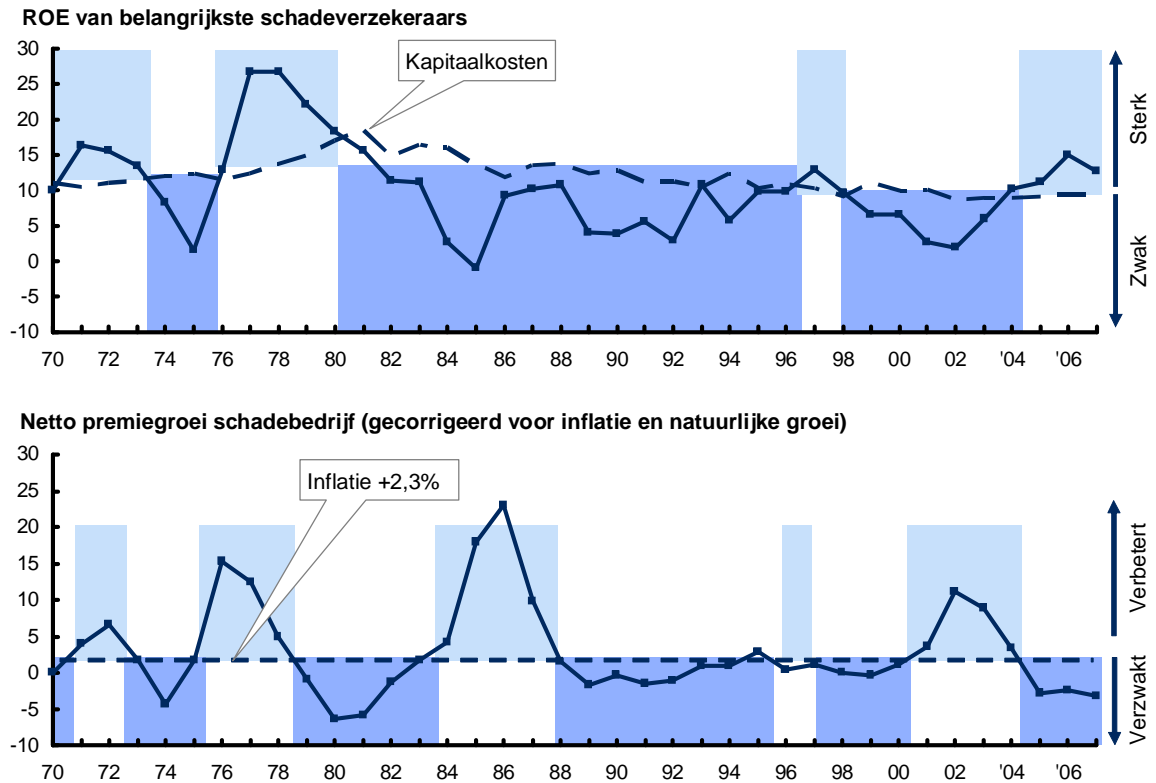 ROE van belangrijkste schadeverzekeraars
30
25
20
15
10
5
0
-5
-10
Kapitaalkosten
Sterk
Zwak
70 72 74 76 78 80 82 84 86 88 90 92 94 96 98 00 02 '04 '06
Netto premiegroei schadebedrijf (gecorrigeerd voor inflatie en natuurlijke groei)
30
25
20
15
10
5
0
-5
-10
Inflatie +2,3%
Verbetert
Verzwakt
70 72 74 76 78 80 82 84 86 88 90 92 94 96 98 00 02 '04 '06